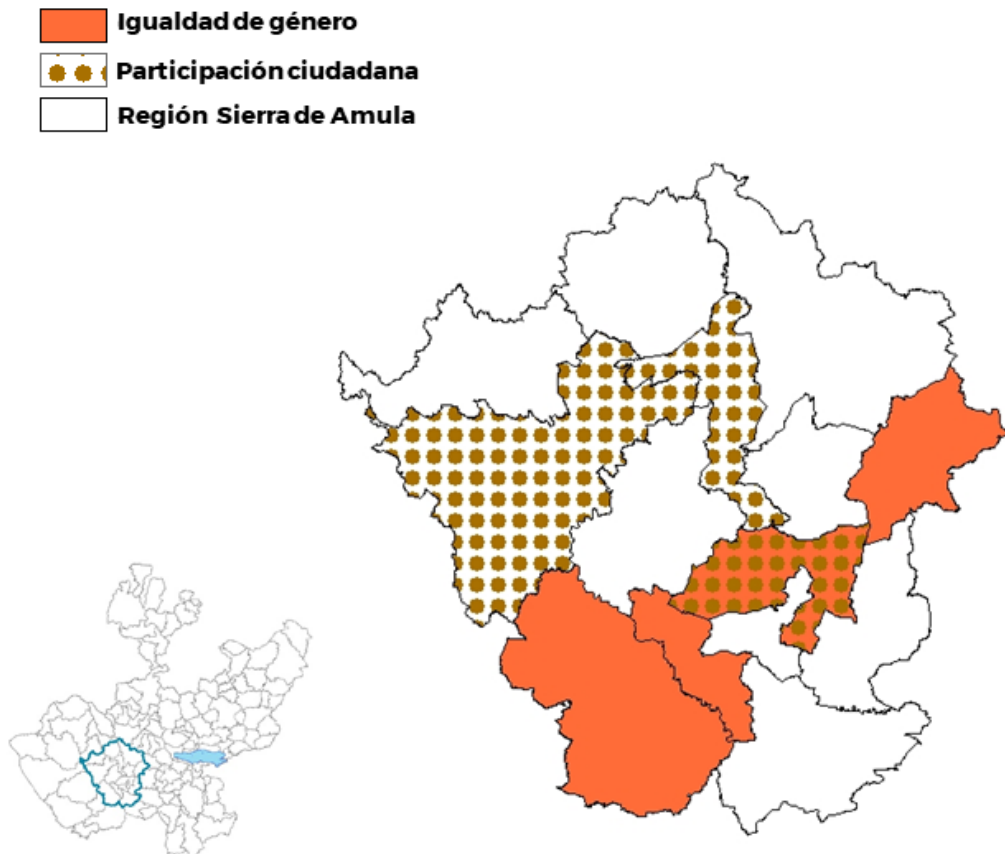 Igualdad de género
Participación ciudadana
Región Sierra de Amula